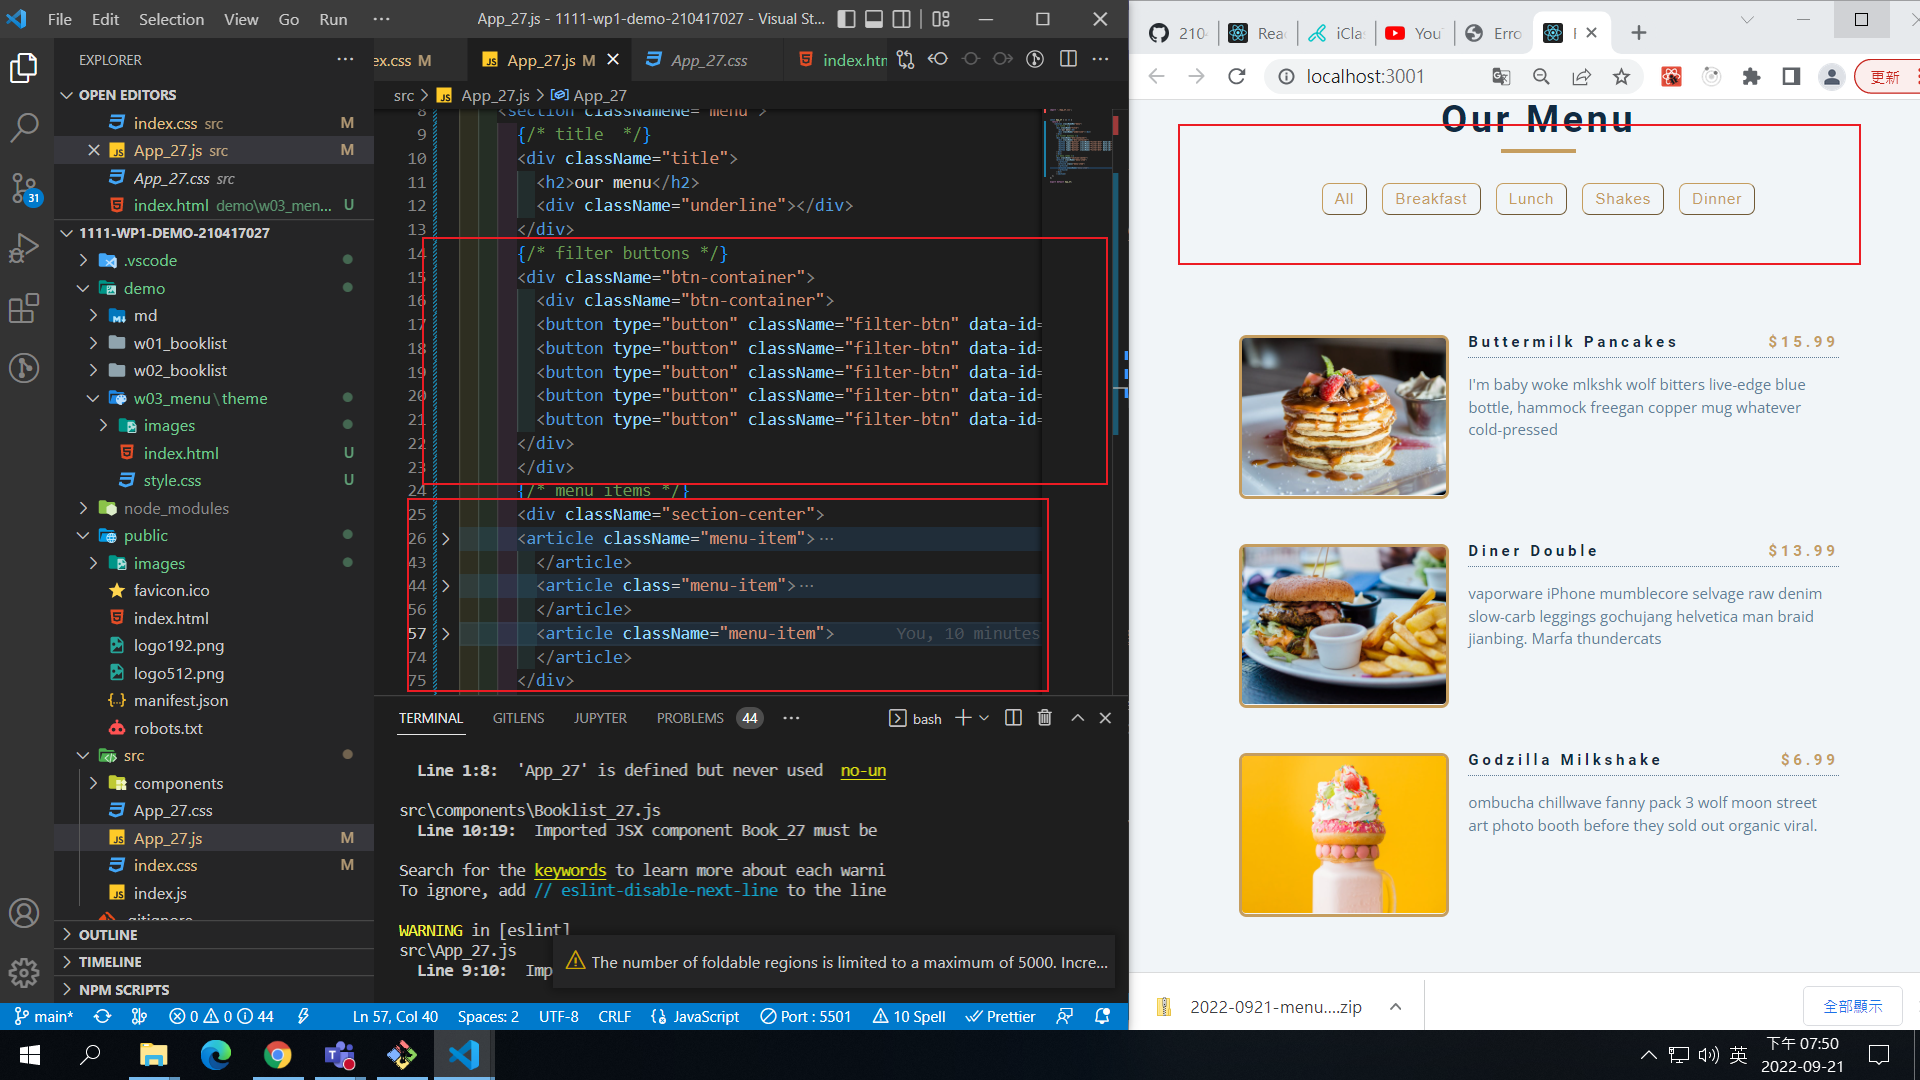 File Edit Selection View Go Run ··· App_27.js - 1111-wp1-demo-210417027 - Visual St...
EXPLORER ···
OPEN EDITORS
index.css src M
App_27.js src M
App_27.css src
index.html demo\w03_men... U
1111-WP1-DEMO-210417027
.vscode
demo
md
w01_booklist
w02_booklist
w03_menu\theme
images
index.html U
style.css U
node_modules
public
images
favicon.ico
index.html
logo192.png
logo512.png
manifest.json
robots.txt
src
components
App_27.css
App_27.js M
index.css M
index.js
.gitignore
OUTLINE
TIMELINE
NPM SCRIPTS
31
ex.css M App_27.js M App_27.css index.htm
src > App_27.js > App_27
8 <section classNameNe="menu">
9 {/* title  */}
10 <div className="title">
11 <h2>our menu</h2>
12 <div className="underline"></div>
13 </div>
14 {/* filter buttons */}
15 <div className="btn-container">
16 <div className="btn-container">
17 <button type="button" className="filter-btn" data-id=
18 <button type="button" className="filter-btn" data-id=
19 <button type="button" className="filter-btn" data-id=
20 <button type="button" className="filter-btn" data-id=
21 <button type="button" className="filter-btn" data-id=
22 </div>
23 </div>
24 {/* menu items */}
25 <div className="section-center">
26 <article className="menu-item">···
43 </article>
44 <article class="menu-item">···
56 </article>
57 <article className="menu-item"> You, 10 minutes
74 </article>
75 </div>
TERMINAL GITLENS JUPYTER PROBLEMS 44 ··· bash
Line 1:8:  'App_27' is defined but never used  no-un
src\components\Booklist_27.js
Line 10:19:  Imported JSX component Book_27 must be
Search for the keywords to learn more about each warni
To ignore, add // eslint-disable-next-line to the line
WARNING in [eslint]
src\App_27.js
Line 9:10:  Imp
The number of foldable regions is limited to a maximum of 5000. Incre...
main* 0 0 44 Ln 57, Col 40 Spaces: 2 UTF-8 CRLF JavaScript Port : 5501 10 Spell Prettier
210 Rea iCla You Erro
localhost:3001 更新
Our Menu
All Breakfast Lunch Shakes Dinner
Buttermilk Pancakes $15.99
I'm baby woke mlkshk wolf bitters live-edge blue
bottle, hammock freegan copper mug whatever
cold-pressed
Diner Double $13.99
vaporware iPhone mumblecore selvage raw denim
slow-carb leggings gochujang helvetica man braid
jianbing. Marfa thundercats
Godzilla Milkshake $6.99
ombucha chillwave fanny pack 3 wolf moon street
art photo booth before they sold out organic viral.
2022-0921-menu....zip 全部顯示
英 下午 07:50
2022-09-21